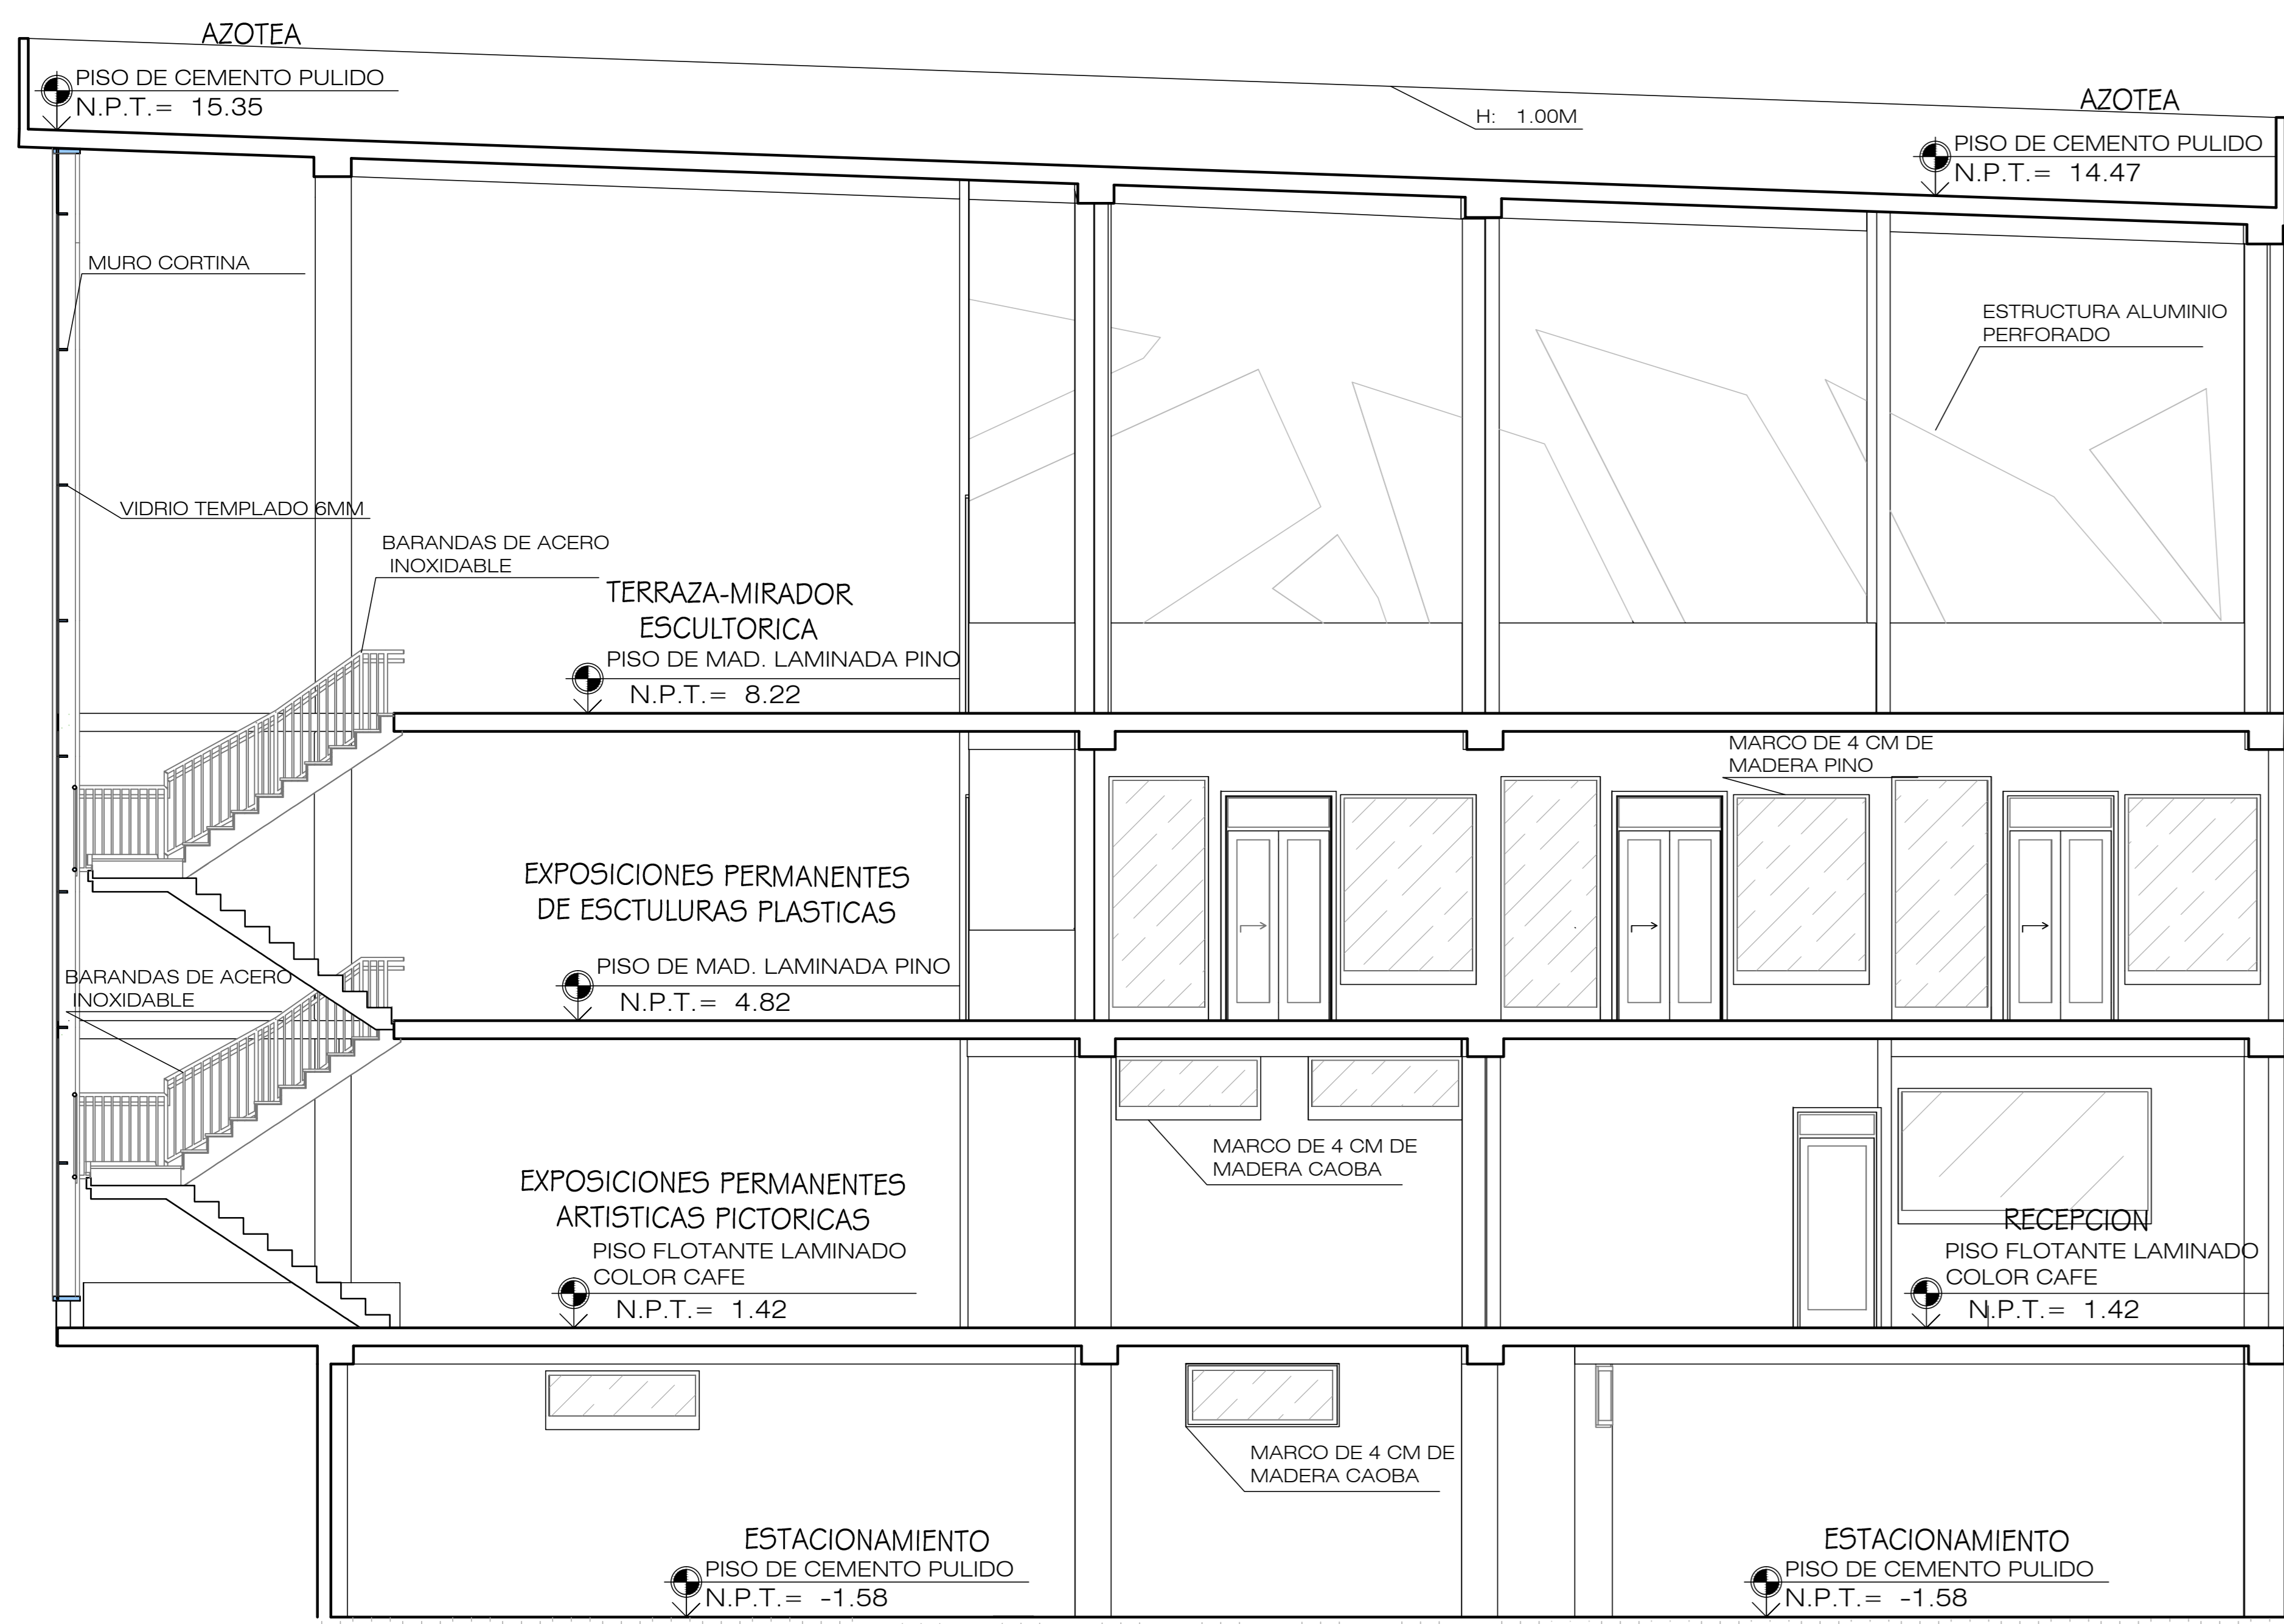 AZOTEA
PISO DE CEMENTO PULIDO
N.P.T.= 15.35
H: 1.00M
AZOTEA
PISO DE CEMENTO PULIDO
N.P.T.= 14.47
MURO CORTINA
ESTRUCTURA ALUMINIO
PERFORADO
VIDRIO TEMPLADO 6MM
BARANDAS DE ACERO
INOXIDABLE
TERRAZA-MIRADOR
ESCULTORICA
PISO DE MAD. LAMINADA PINO
N.P.T.= 8.22
MARCO DE 4 CM DE
MADERA PINO
EXPOSICIONES PERMANENTES
DE ESCTULURAS PLASTICAS
PISO DE MAD. LAMINADA PINO
N.P.T.= 4.82
BARANDAS DE ACERO
INOXIDABLE
MARCO DE 4 CM DE
MADERA CAOBA
EXPOSICIONES PERMANENTES
ARTISTICAS PICTORICAS
PISO FLOTANTE LAMINADO
COLOR CAFE
N.P.T.= 1.42
RECEPCION
PISO FLOTANTE LAMINADO
COLOR CAFE
N.P.T.= 1.42
MARCO DE 4 CM DE
MADERA CAOBA
ESTACIONAMIENTO
PISO DE CEMENTO PULIDO
N.P.T.= -1.58
ESTACIONAMIENTO
PISO DE CEMENTO PULIDO
N.P.T.= -1.58